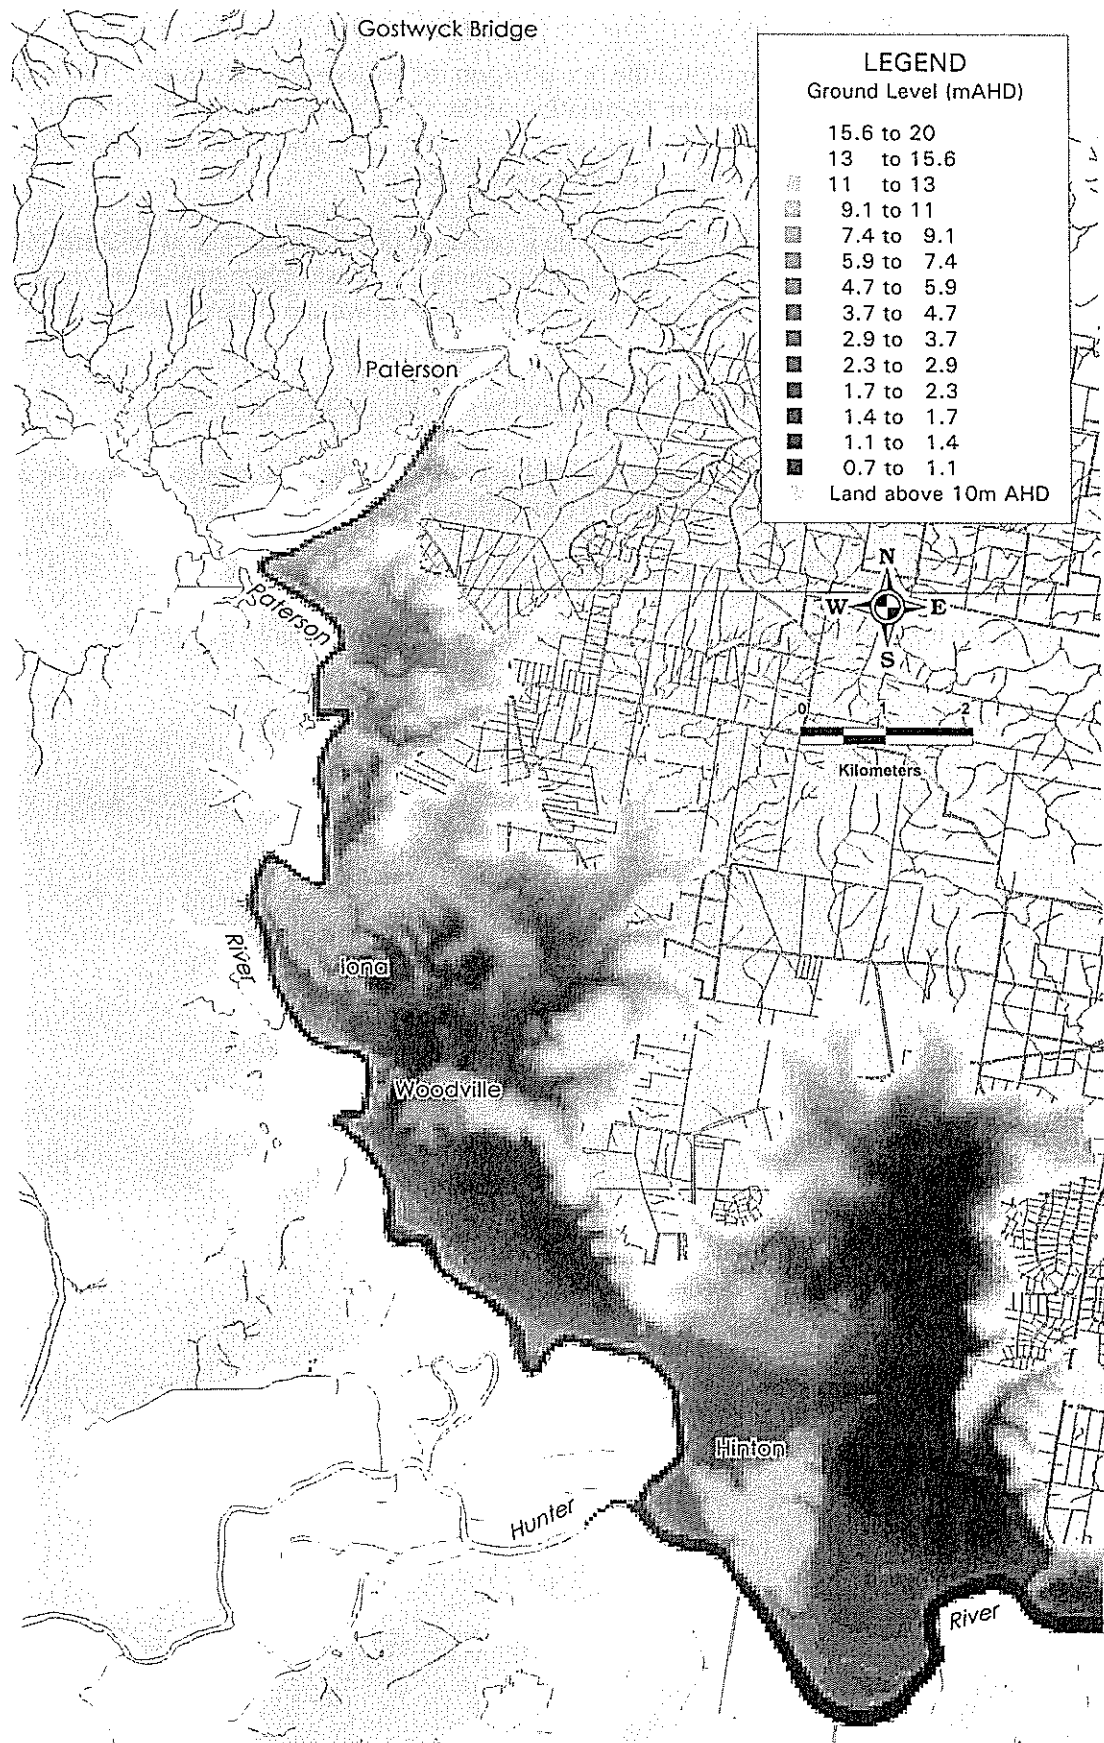 Gostwyck Bridge
LEGEND
Ground Level (mAHD)
15.6 to 20
13 to 15.6
11 to 13
9.1 to 11
7.4 to 9.1
5.9 to 7.4
4.7 to 5.9
3.7 to 4.7
2.9 to 3.7
2.3 to 2.9
1.7 to 2.3
1.4 to 1.7
1.1 to 1.4
0.7 to 1.1
Land above 10m AHD
Paterson
N
W E
S
Paterson
0 1 2
Kilometers
River
Iona
Woodville
Hinton
Hunter
River